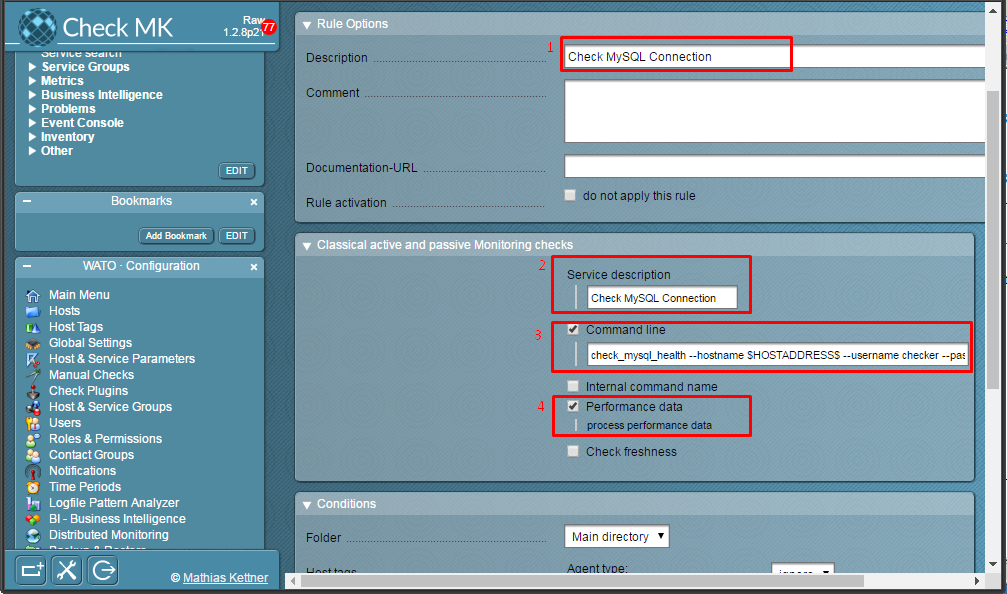 Check MK
Raw
1.2.8p21
77
Service search
Service Groups
Metrics
Business Intelligence
Problems
Event Console
Inventory
Other
EDIT
Bookmarks
Add Bookmark EDIT
WATO · Configuration
Main Menu
Hosts
Host Tags
Global Settings
Host & Service Parameters
Manual Checks
Check Plugins
Host & Service Groups
Users
Roles & Permissions
Contact Groups
Notifications
Time Periods
Logfile Pattern Analyzer
BI - Business Intelligence
Distributed Monitoring
Backup & Restore
© Mathias Kettner
Rule Options
1
Description Check MySQL Connection
Comment
Documentation-URL
Rule activation do not apply this rule
Classical active and passive Monitoring checks
2
Service description
Check MySQL Connection
3
Command line
check_mysql_health --hostname $HOSTADDRESS$ --username checker --pas
Internal command name
4
Performance data
process performance data
Check freshness
Conditions
Folder Main directory
Host tags Agent type: ignore